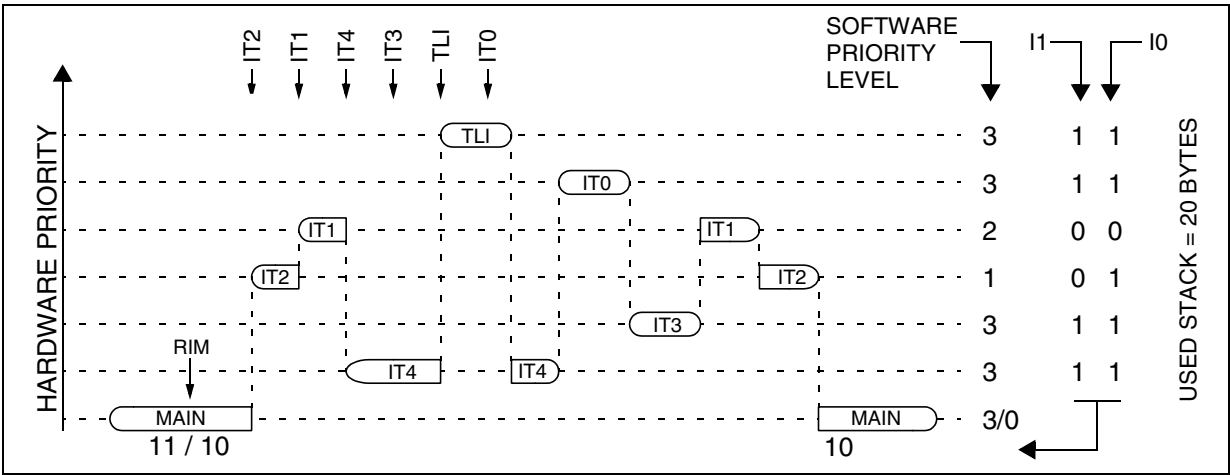 HARDWARE PRIORITY
IT2
IT1
IT4
IT3
TLI
IT0
SOFTWARE
PRIORITY
LEVEL
I1
I0
TLI
3
1 1
IT0
3
1 1
IT1
IT1
2
0 0
IT2
IT2
1
0 1
IT3
3
1 1
RIM
IT4
IT4
3
1 1
MAIN
MAIN
3/0
11 / 10
10
USED STACK = 20 BYTES